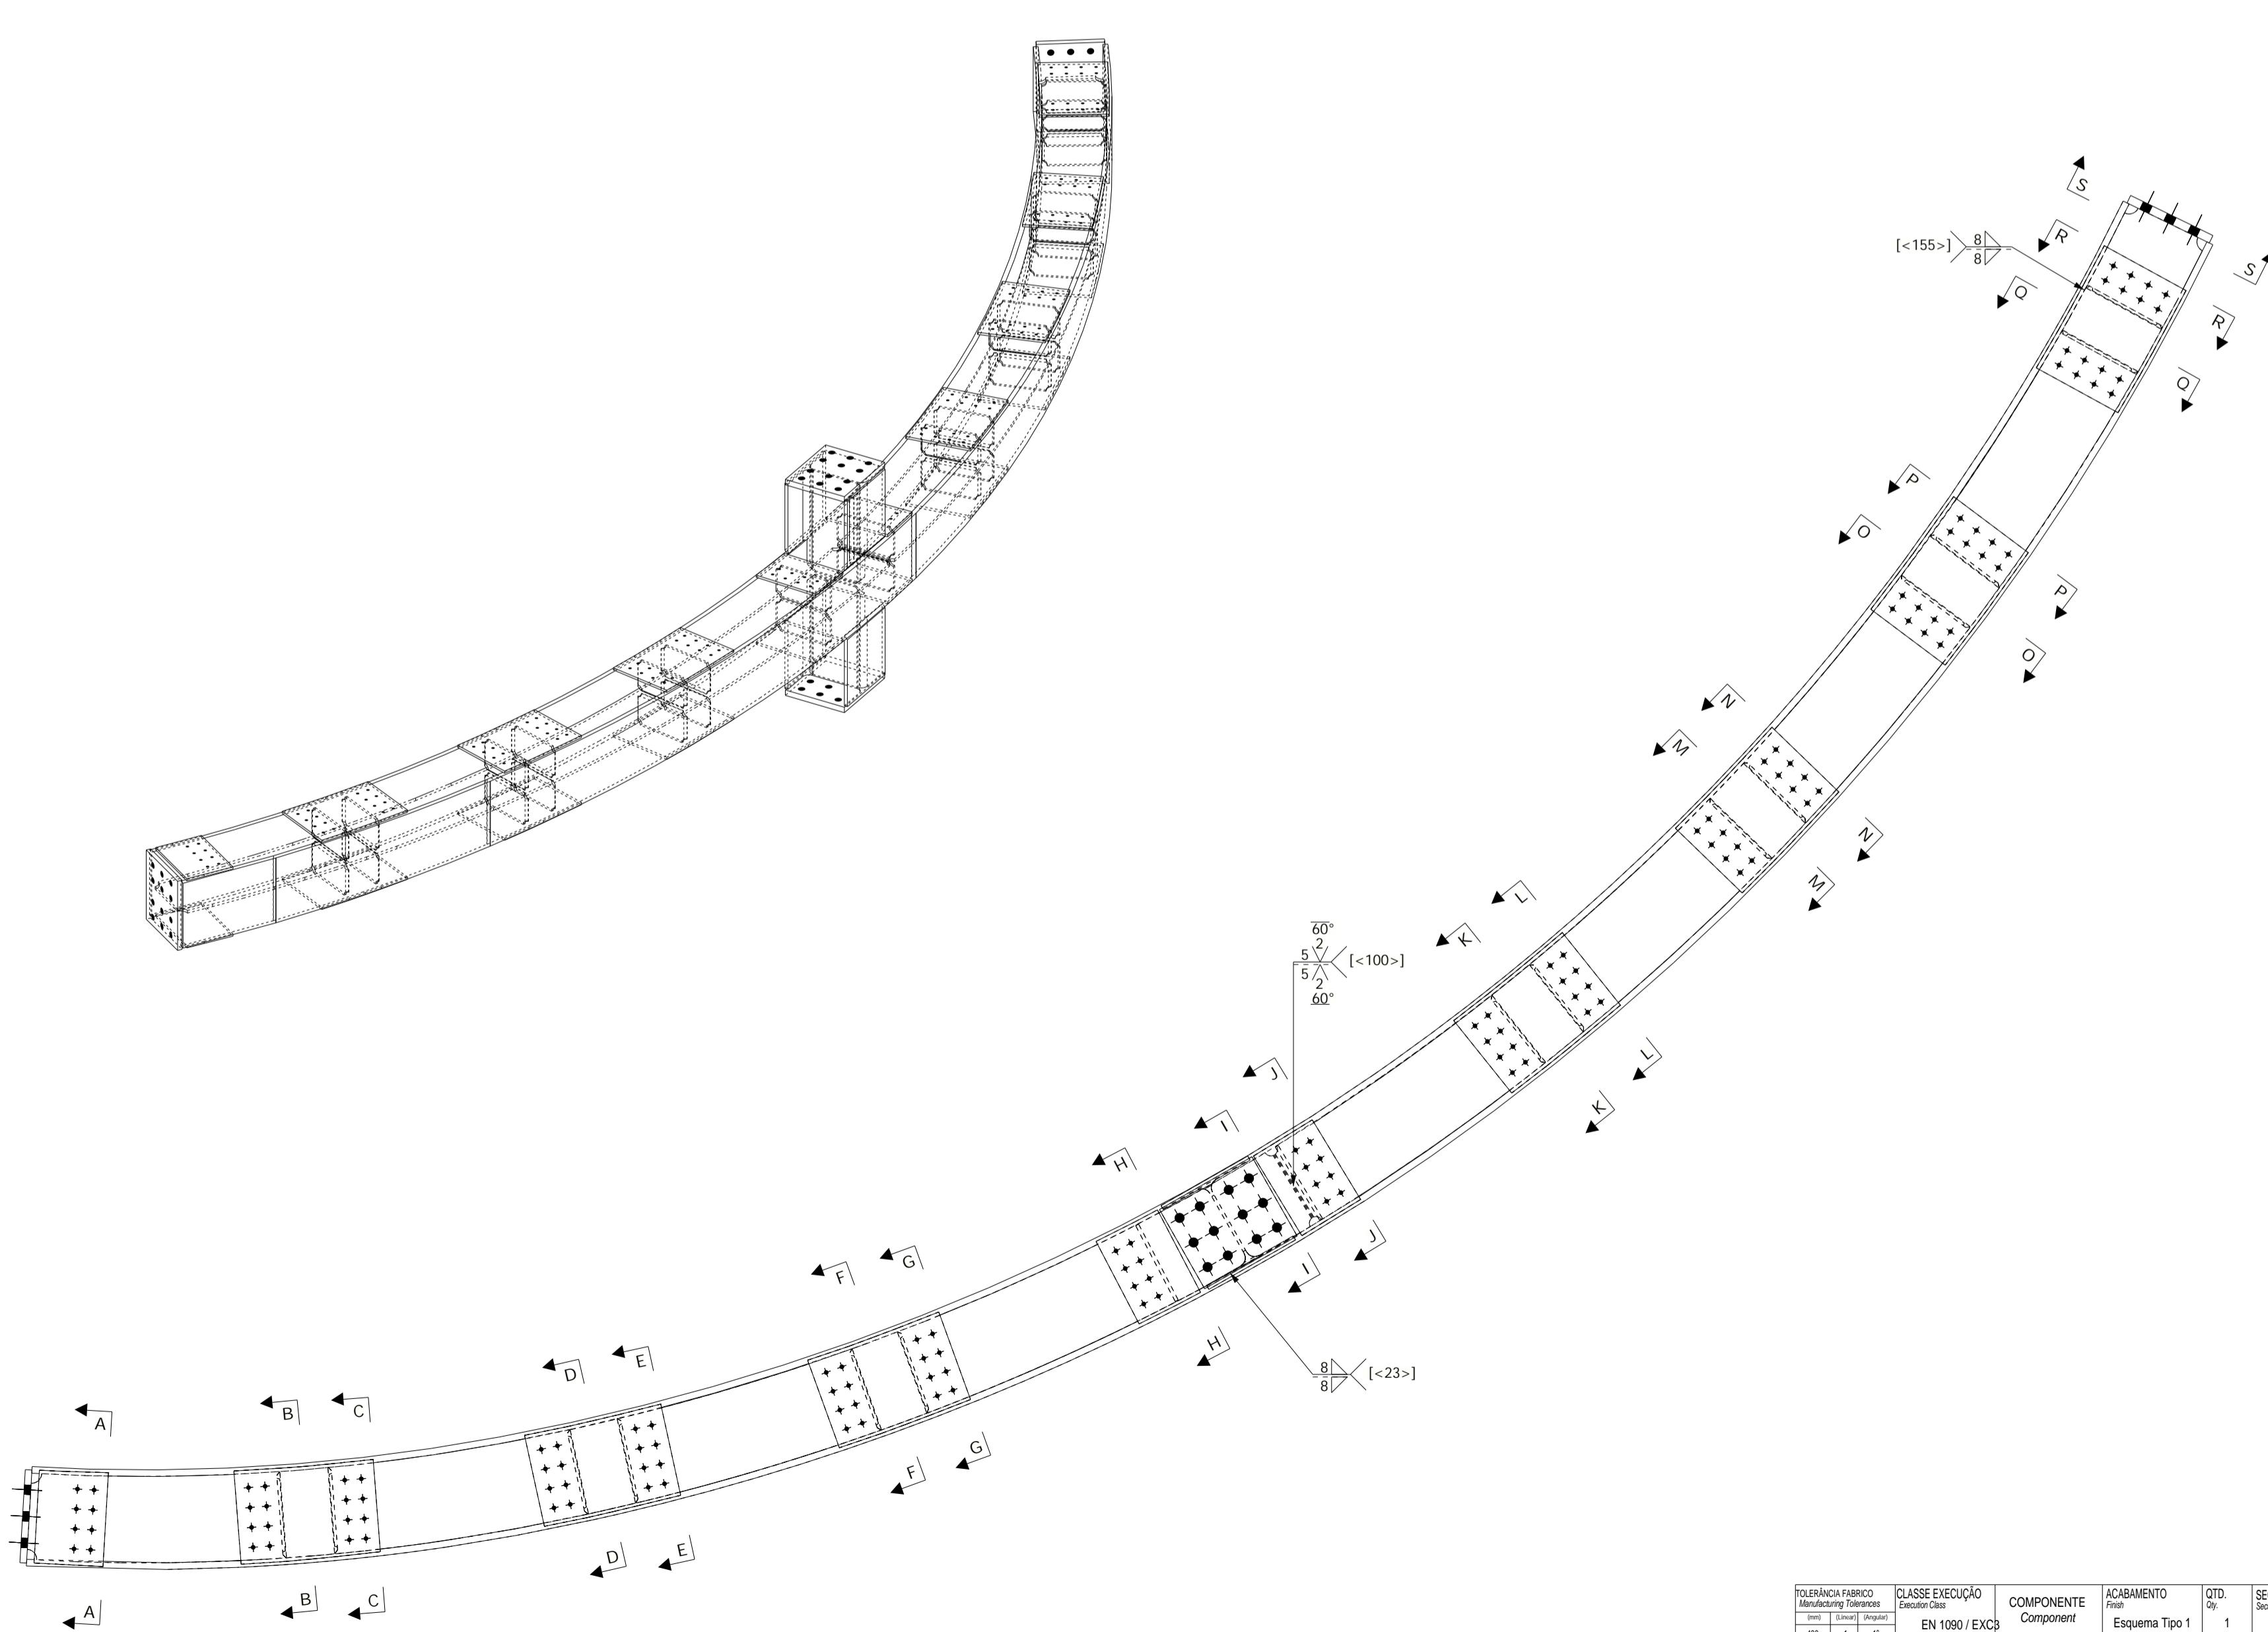 S
S
R
R
[<155>] 8
8
Q
Q
P
P
O
O
N
N
M
M
L
L
K
K
60°
2
5
[<100>]
5
2
60°
J
J
I
I
H
H
8
[<23>]
8
G
G
F
F
E
E
D
D
C
C
B
B
A
A
TOLERÂNCIA FABRICO
Manufacturing Tolerances
(mm) (Linear) (Angular)
CLASSE EXECUÇÃO
Execution Class
EN 1090 / EXC3
COMPONENTE
Component
ACABAMENTO
Finish
Esquema Tipo 1
QTD.
Qty.
1